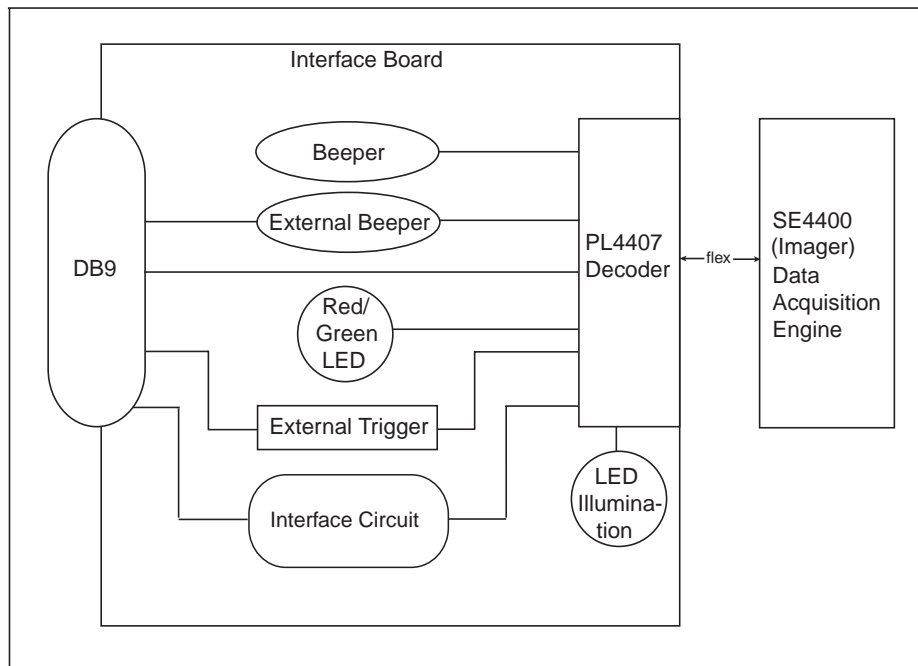 Interface Board
Beeper
External Beeper
DB9
PL4407
Decoder
flex
SE4400
(Imager)
Data
Acquisition
Engine
Red/
Green
LED
External Trigger
Interface Circuit
LED
Illumina-
tion